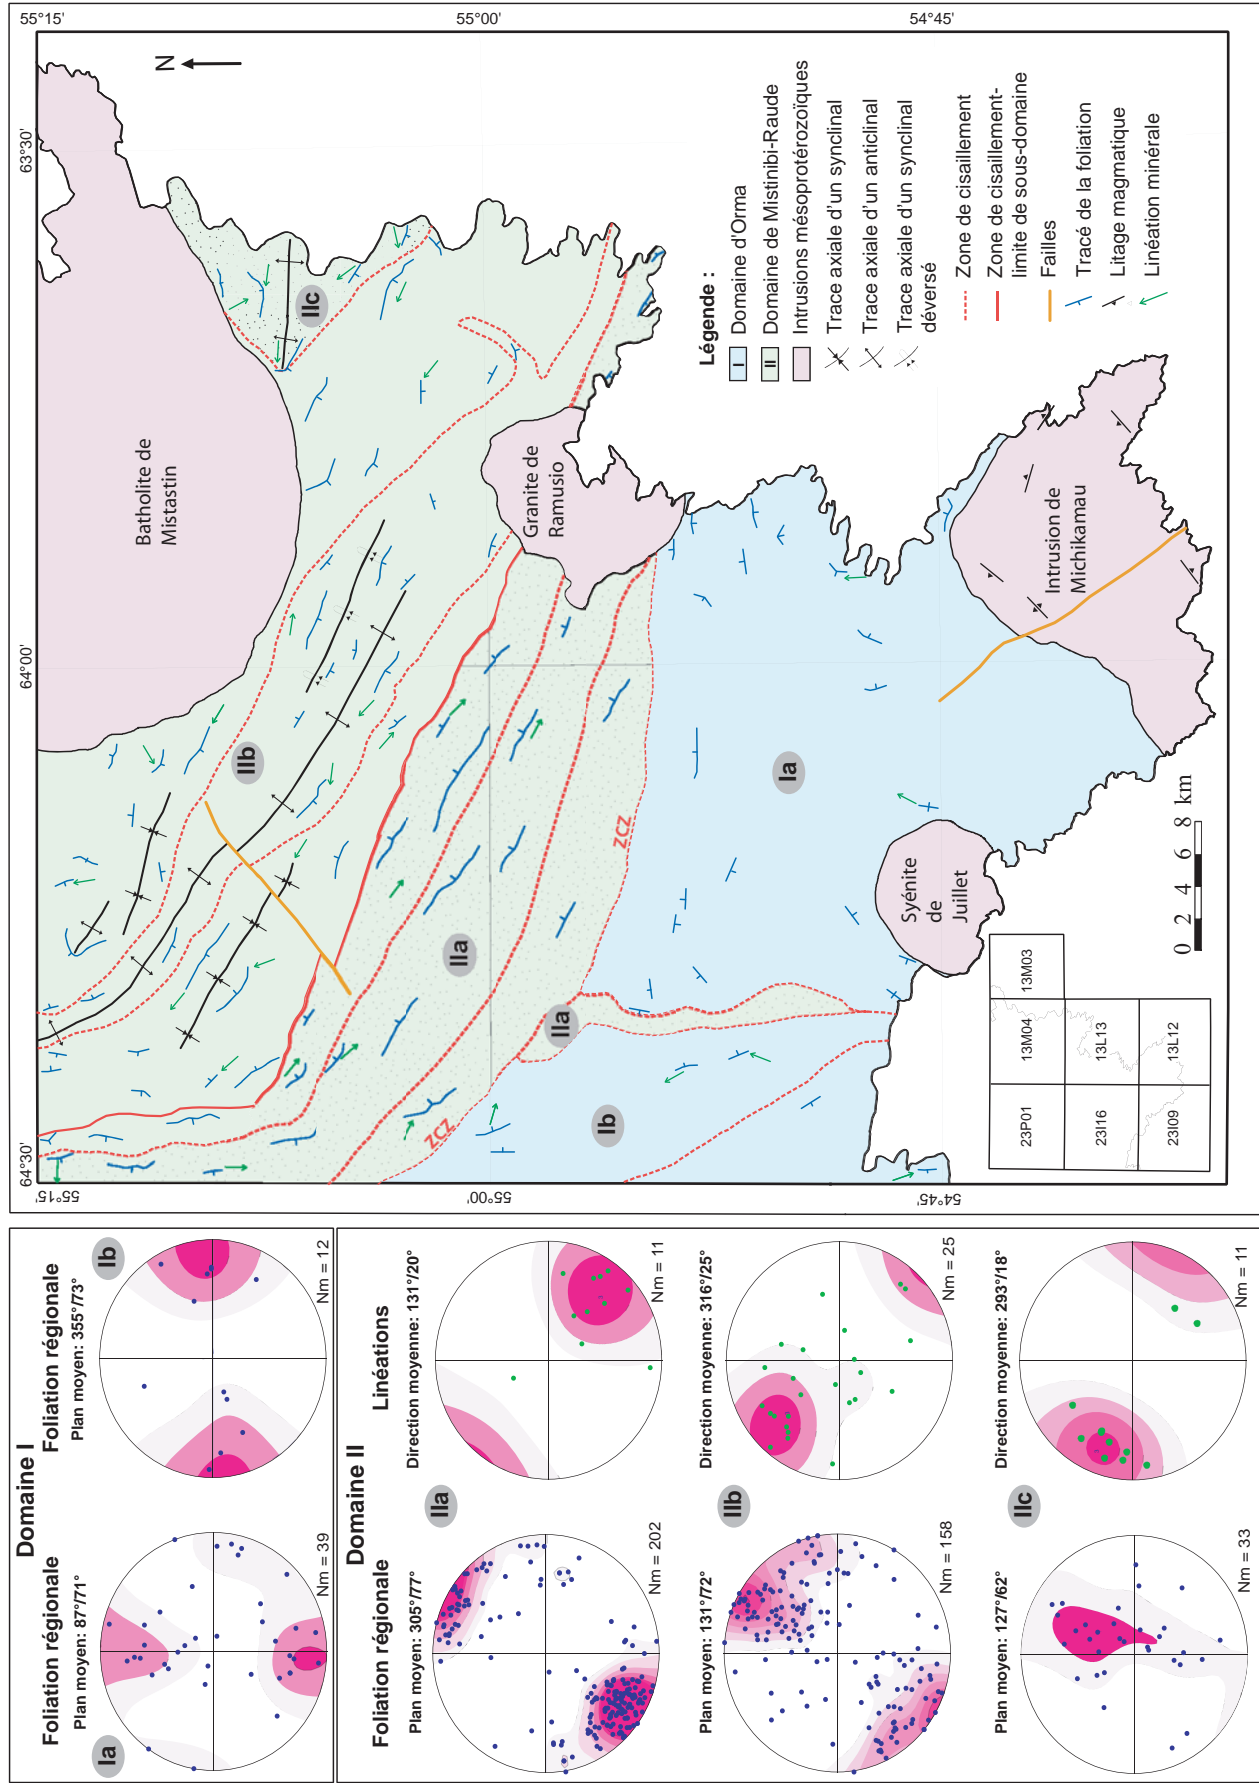 Domaine I
Foliation régionale
Plan moyen: 87°/71°
Ia
Nm = 39
Foliation régionale
Plan moyen: 355°/73°
Ib
Nm = 12
Domaine II
Foliation régionale
Linéations
Plan moyen: 305°/77°
IIa
Direction moyenne: 131°/20°
Nm = 202
Nm = 11
Plan moyen: 131°/72°
IIb
Direction moyenne: 316°/25°
Nm = 158
Nm = 25
Plan moyen: 127°/62°
IIc
Direction moyenne: 293°/18°
Nm = 33
Nm = 11
64°30'
64°00'
63°30'
55°15'
55°15'
55°00'
55°00'
54°45'
54°45'
N
Batholite de
Mistastin
IIc
IIb
Granite de
Ramusio
IIa
IIa
ZCZ
ZCZ
Ib
Ia
Syénite
de
Juillet
Intrusion de
Michikamau
Légende :
I Domaine d'Orma
II Domaine de Mistinibi-Raude
Intrusions mésoprotérozoïques
Trace axiale d'un synclinal
Trace axiale d'un anticlinal
Trace axiale d'un synclinal
déversé
Zone de cisaillement
Zone de cisaillement-
limite de sous-domaine
Failles
Tracé de la foliation
Litage magmatique
Linéation minérale
0 2 4 6 8 km
23P01
13M04
13M03
23I16
13L13
23I09
13L12